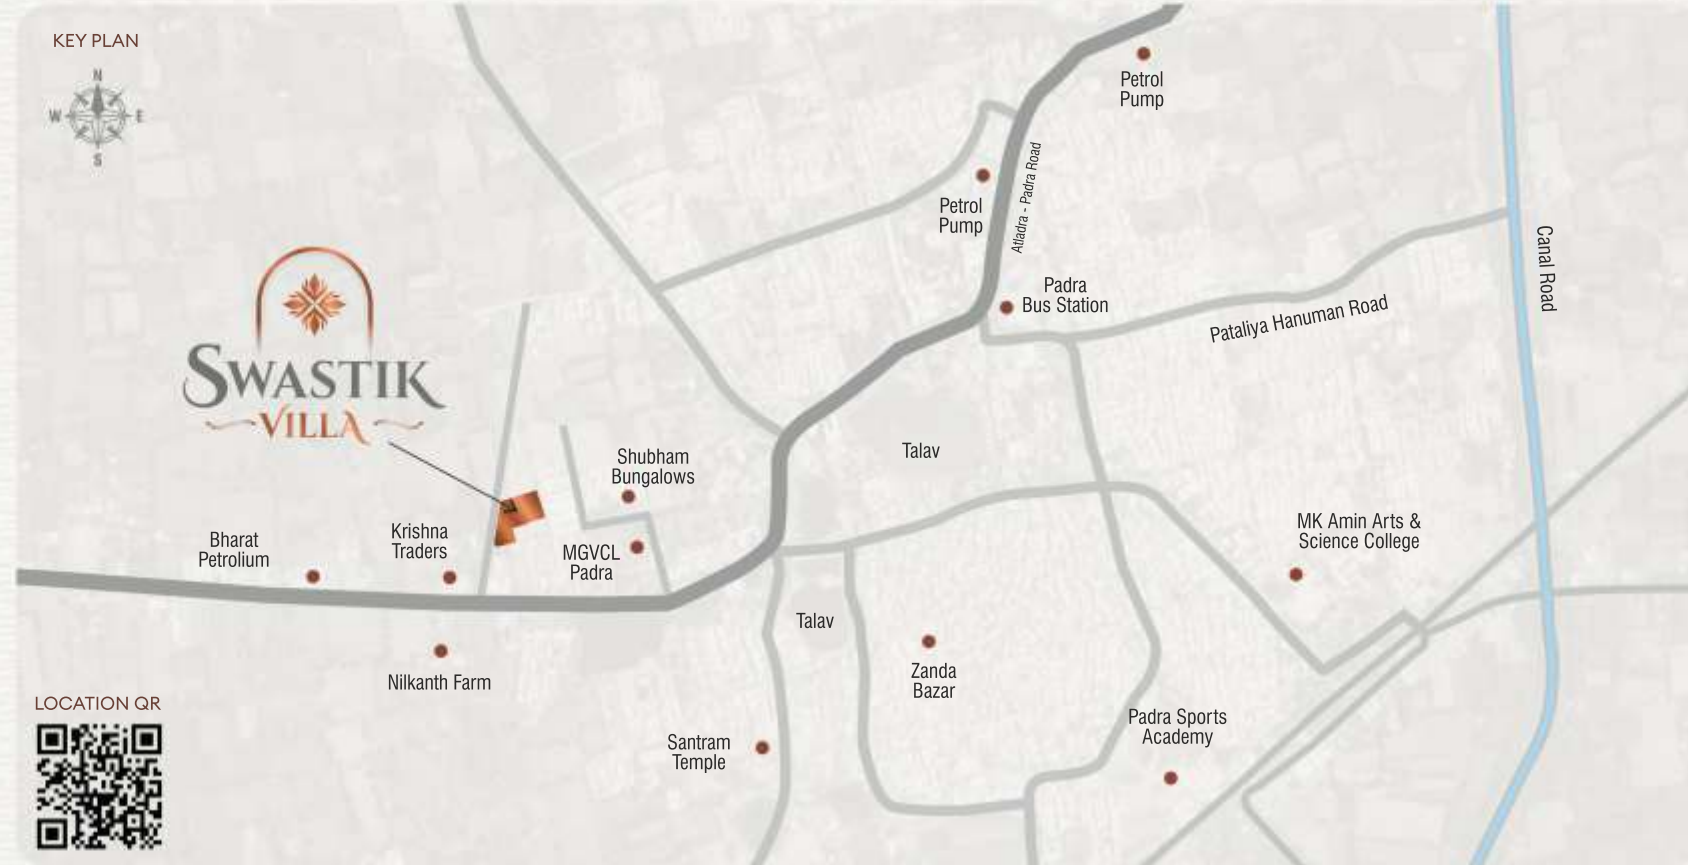 KEY PLAN
N
W
E
S
Petrol
Pump
Petrol
Pump
Atladra - Padra Road
Padra
Bus Station
Pataliya Hanuman Road
Canal Road
SWASTIK
VILLA
Talav
Shubham
Bungalows
Bharat
Petrolium
Krishna
Traders
MGVCL
Padra
MK Amin Arts &
Science College
Talav
Nilkanth Farm
Zanda
Bazar
LOCATION QR
Santram
Temple
Padra Sports
Academy